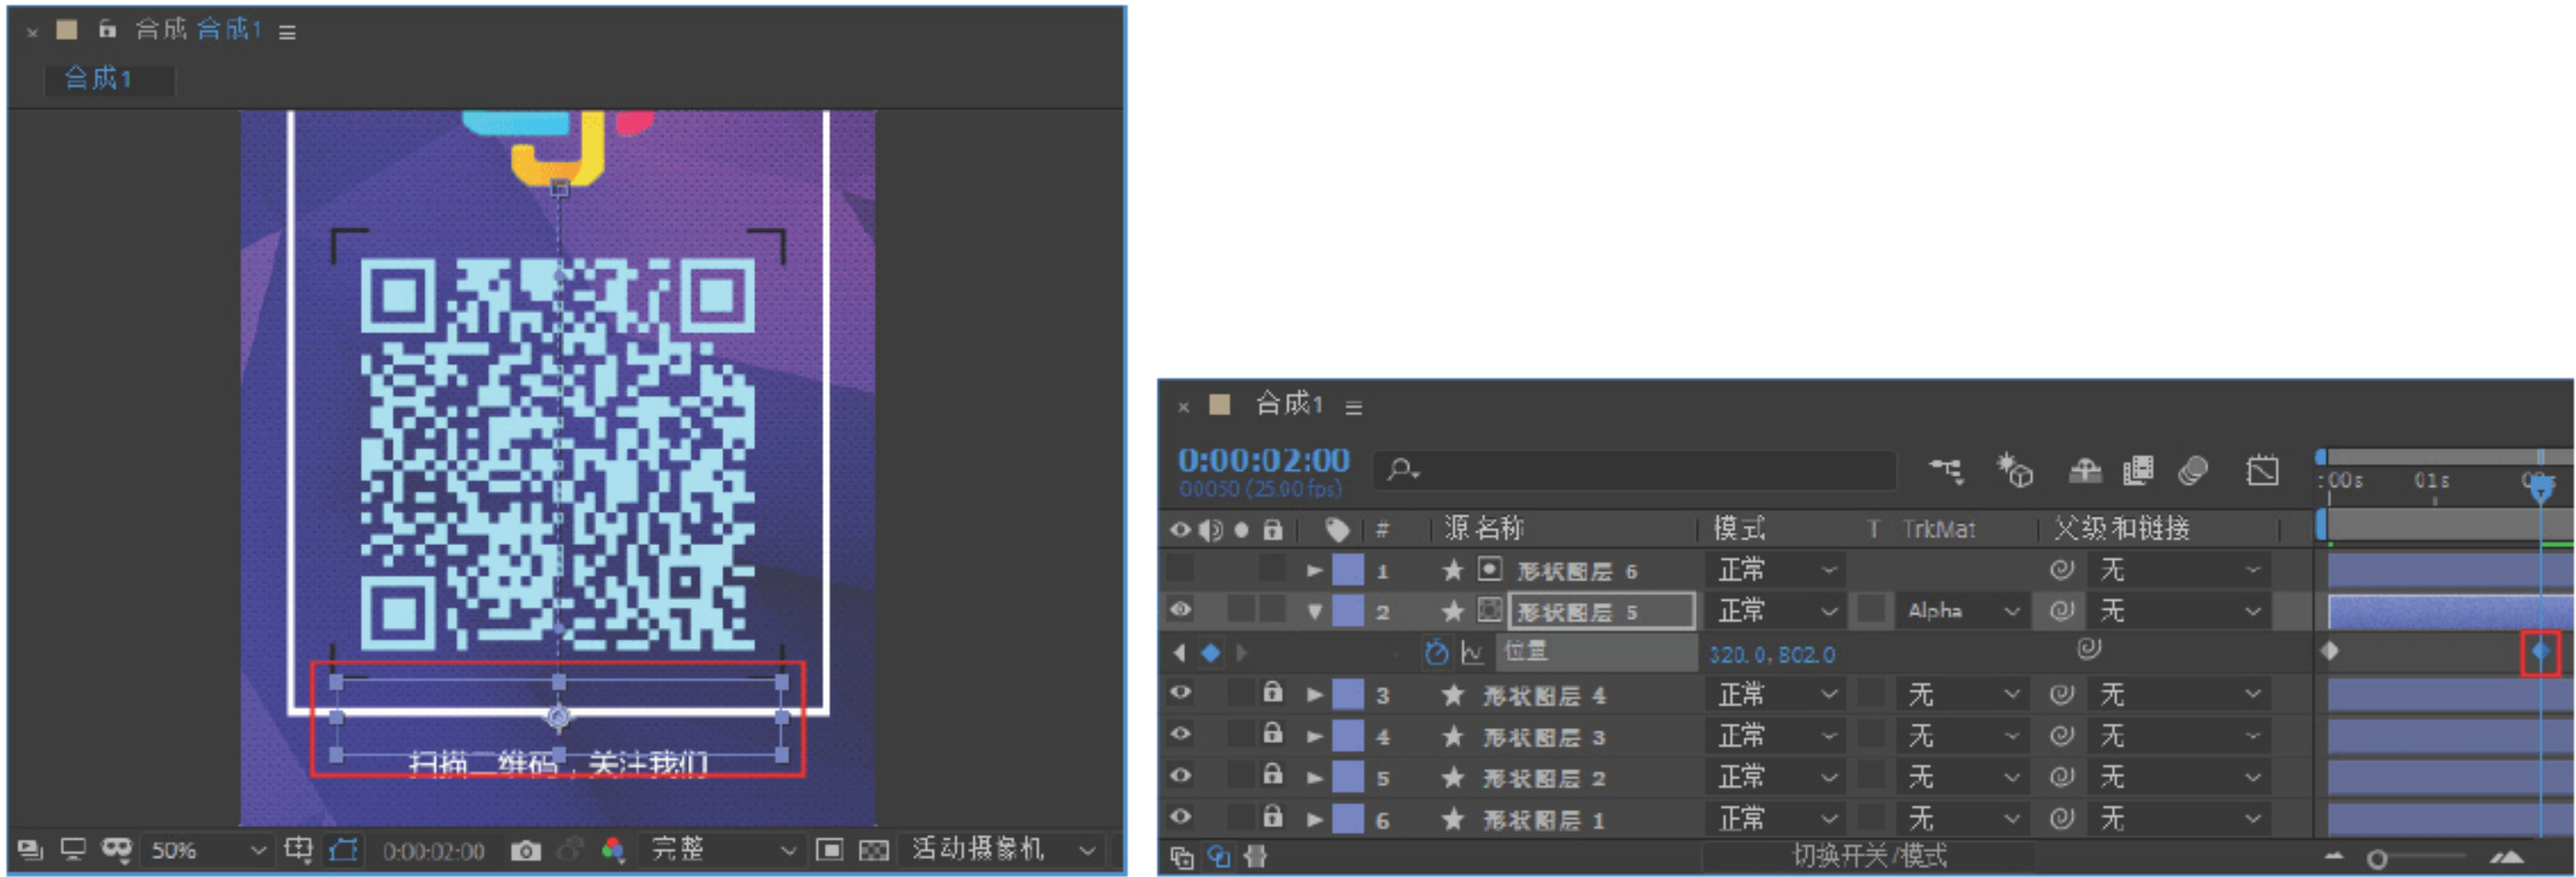 合成 合成1
合成1
扫描二维码，关注我们
50%
0:00:02:00
完整
活动摄像机
合成1
0:00:02:00
00050 (25.00 fps)
:00s 01s 02s
# 源名称 模式 T TrkMat 父级和链接
1 形状图层 6 正常 无
2 形状图层 5 正常 Alpha 无
位置 320.0,802.0
3 形状图层 4 正常 无 无
4 形状图层 3 正常 无 无
5 形状图层 2 正常 无 无
6 形状图层 1 正常 无 无
切换开关/模式